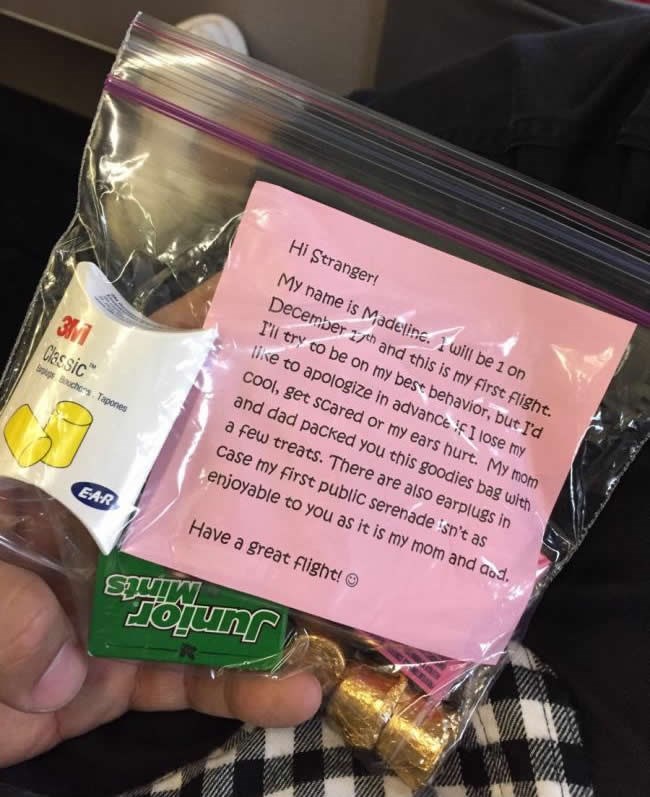 Hi Stranger!
My name is Madeline. I will be 1 on
December 17th and this is my first flight.
I'll try to be on my best behavior, but I'd
like to apologize in advance if I lose my
cool, get scared or my ears hurt. My mom
and dad packed you this goodies bag with
a few treats. There are also earplugs in
case my first public serenade isn't as
enjoyable to you as it is my mom and dad.
Have a great flight! ☺
3M
Classic™
Earplugs Tapones
E·A·R
Junior
Mints